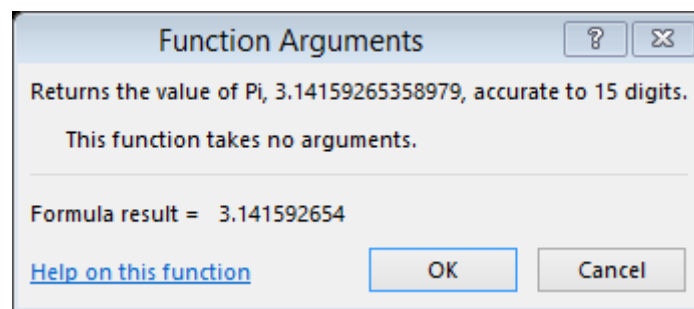 Function Arguments
Returns the value of Pi, 3.14159265358979, accurate to 15 digits.
This function takes no arguments.
Formula result = 3.141592654
Help on this function
OK
Cancel